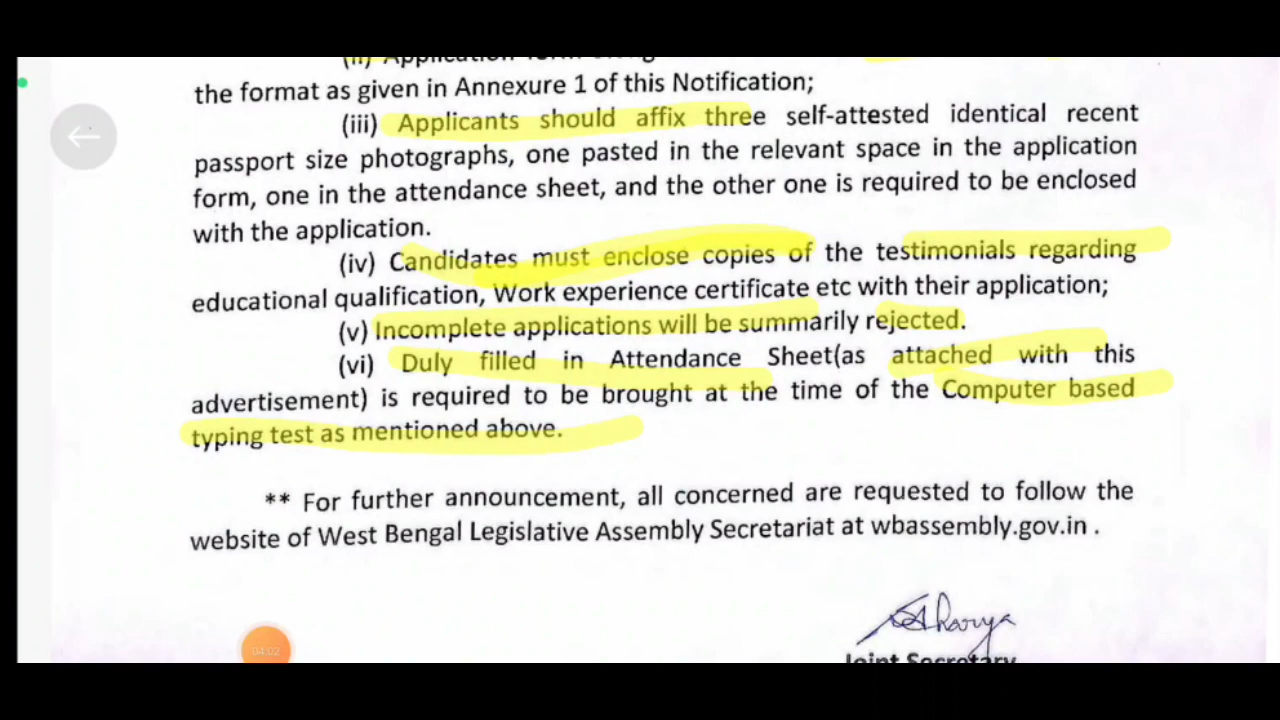 (ii) Application form
the format as given in Annexure 1 of this Notification;
(iii) Applicants should affix three self-attested identical recent
passport size photographs, one pasted in the relevant space in the application
form, one in the attendance sheet, and the other one is required to be enclosed
with the application.
(iv) Candidates must enclose copies of the testimonials regarding
educational qualification, Work experience certificate etc with their application;
(v) Incomplete applications will be summarily rejected.
(vi) Duly filled in Attendance Sheet(as attached with this
advertisement) is required to be brought at the time of the Computer based
typing test as mentioned above.
** For further announcement, all concerned are requested to follow the
website of West Bengal Legislative Assembly Secretariat at wbassembly.gov.in .
Joint Secretary
04:02